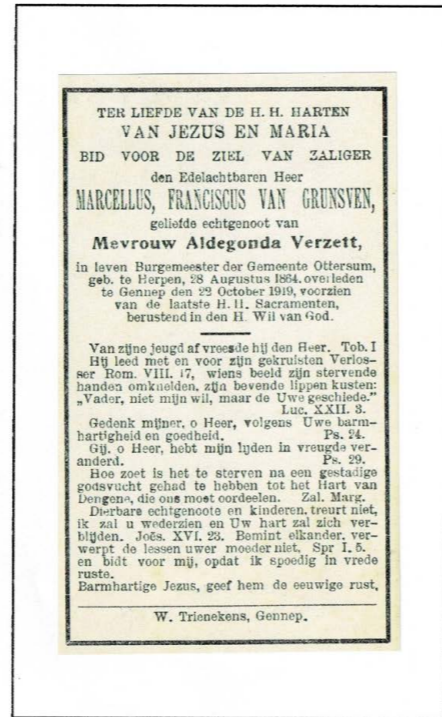 TER LIEFDE VAN DE H. H. HARTEN
VAN JEZUS EN MARIA
BID VOOR DE ZIEL VAN ZALIGER
den Edelachtbaren Heer
MARCELLUS, FRANCISCUS VAN GRUNSVEN,
geliefde echtgenoot van
Mevrouw Aldegonda Verzett,
in leven Burgemeester der Gemeente Ottersum,
geb. te Herpen, 28 Augustus 1864. overleden
te Gennep den 22 October 1919, voorzien
van de laatste H. H. Sacramenten,
berustend in den H. Wil van God.
Van zijne jeugd af vreesde hij den Heer. Tob. I
Hij leed met en voor zijn gekruisten Verlos-
ser Rom. VIII. 17, wiens beeld zijn stervende
handen omknelden, zijn bevende lippen kusten:
„Vader, niet mijn wil, maar de Uwe geschiede."
Luc. XXII. 3.
Gedenk mijner, o Heer, volgens Uwe barm-
hartigheid en goedheid. Ps. 24.
Gij, o Heer, hebt mijn lijden in vreugde ver-
anderd. Ps. 29.
Hoe zoet is het te sterven na een gestadige
godsvucht gehad te hebben tot het Hart van
Dengene, die ons moet oordeelen. Zal. Marg.
Dierbare echtgenoote en kinderen, treurt niet,
ik zal u wederzien en Uw hart zal zich ver-
blijden. Joës. XVI. 23. Bemint elkander, ver-
werpt de lessen uwer moeder niet, Spr I. 5.
en bidt voor mij, opdat ik spoedig in vrede
ruste.
Barmhartige Jezus, geef hem de eeuwige rust,
W. Trienekens, Gennep.